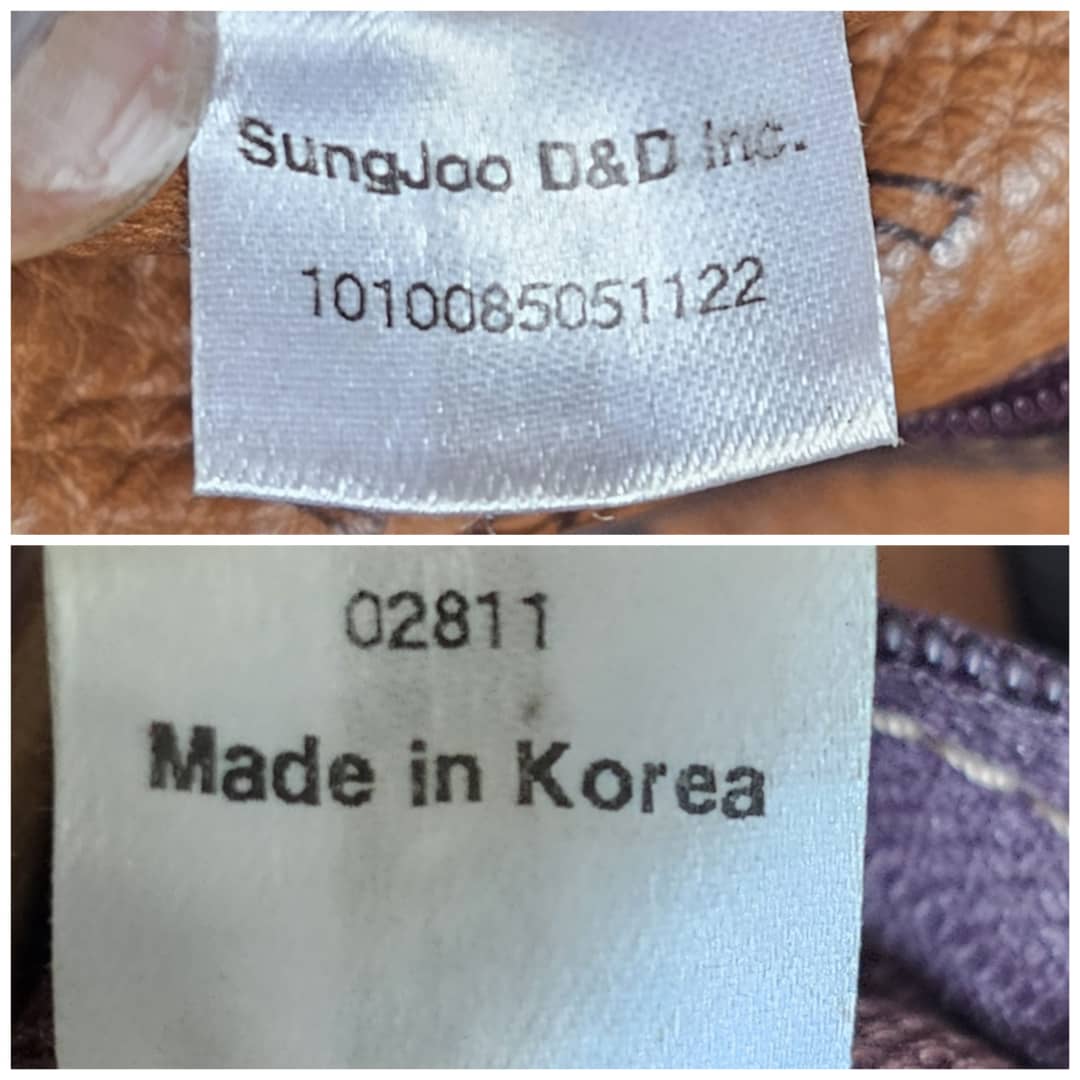 SungJoo D&D Inc.
1010085051122
02811
Made in Korea